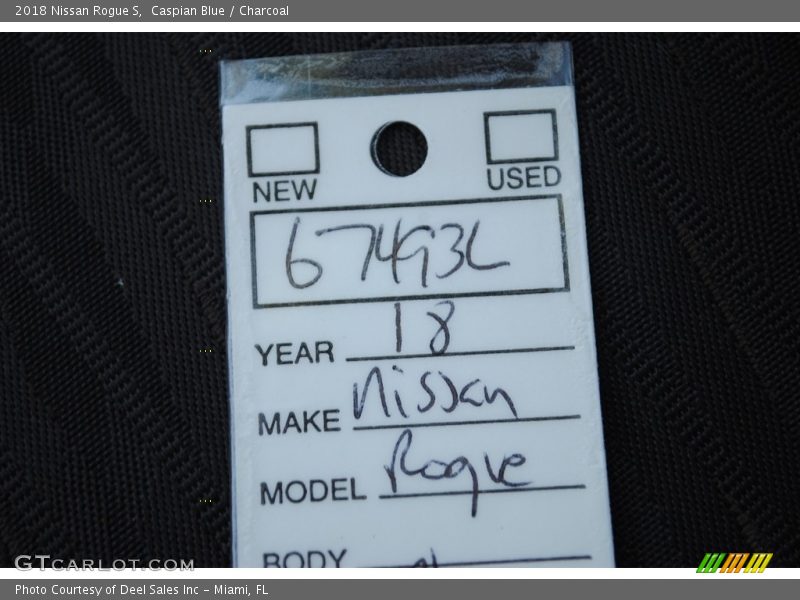 2018 Nissan Rogue S, Caspian Blue / Charcoal
NEW USED
67493L
YEAR 18
MAKE Nissan
MODEL Rogue
BODY
GTCARLOT.COM
Photo Courtesy of Deel Sales Inc - Miami, FL